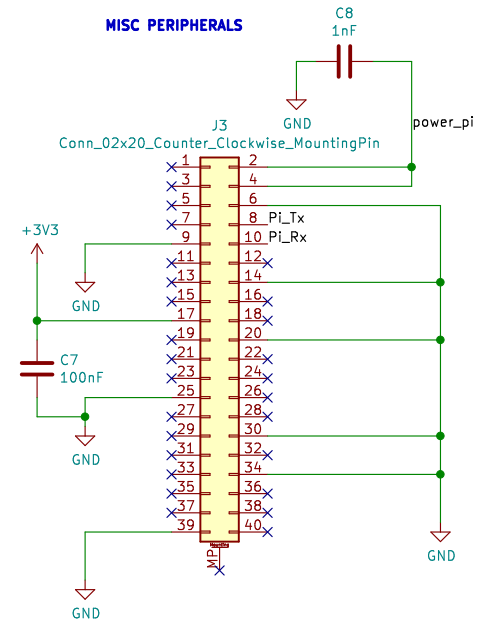 MISC PERIPHERALS
C8
1nF
GND
power_pi
J3
Conn_02x20_Counter_Clockwise_MountingPin
1 2
3 4
5 6
7 8 Pi_Tx
9 10 Pi_Rx
+3V3
11 12
13 14
GND
15 16
17 18
19 20
C7
21 22
100nF
23 24
25 26
27 28
29 30
GND
31 32
33 34
35 36
37 38
39 40
Mounting
MP
GND
GND